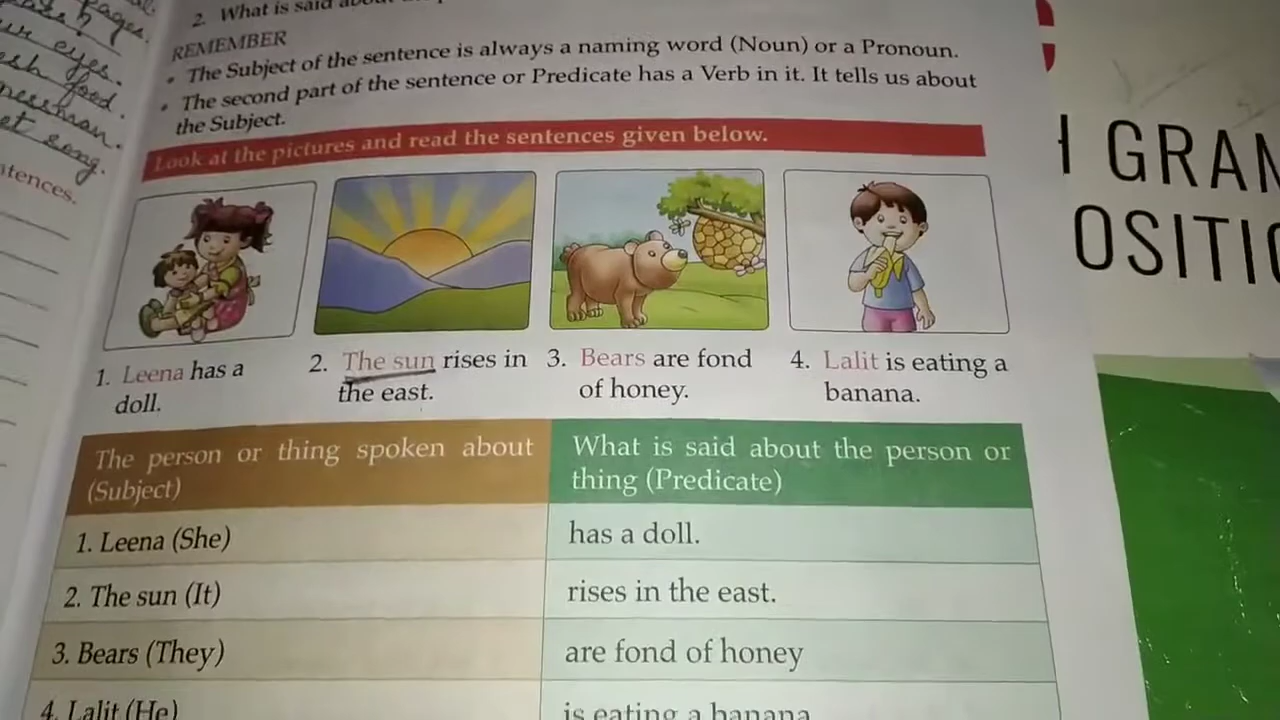 pages.
eyes.
food.
song.
tences.
2. What is said about the
REMEMBER
• The Subject of the sentence is always a naming word (Noun) or a Pronoun.
• The second part of the sentence or Predicate has a Verb in it. It tells us about
the Subject.
Look at the pictures and read the sentences given below.
1. Leena has a
doll.
2. The sun rises in
the east.
3. Bears are fond
of honey.
4. Lalit is eating a
banana.
The person or thing spoken about
(Subject)
What is said about the person or
thing (Predicate)
1. Leena (She)
has a doll.
2. The sun (It)
rises in the east.
3. Bears (They)
are fond of honey
4. Lalit (He)
is eating a banana
H GRAM
OSITIO